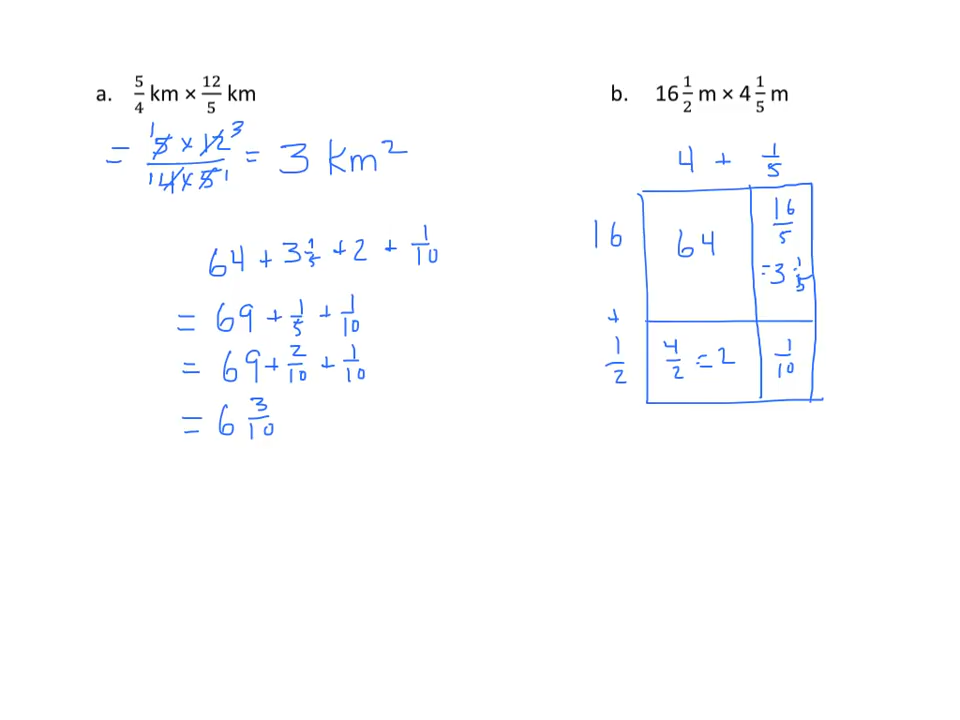 a. 5/4 km × 12/5 km
= (1 5 × 12 3)/(1 4 × 5 1) = 3 km²
64 + 3 1/5 + 2 + 1/10
= 69 + 1/5 + 1/10
= 69 + 2/10 + 1/10
= 6 3/10
b. 16 1/2 m × 4 1/5 m
4 + 1/5
16 64 16/5
= 3 1/5
+
1/2 4/2 = 2 1/10